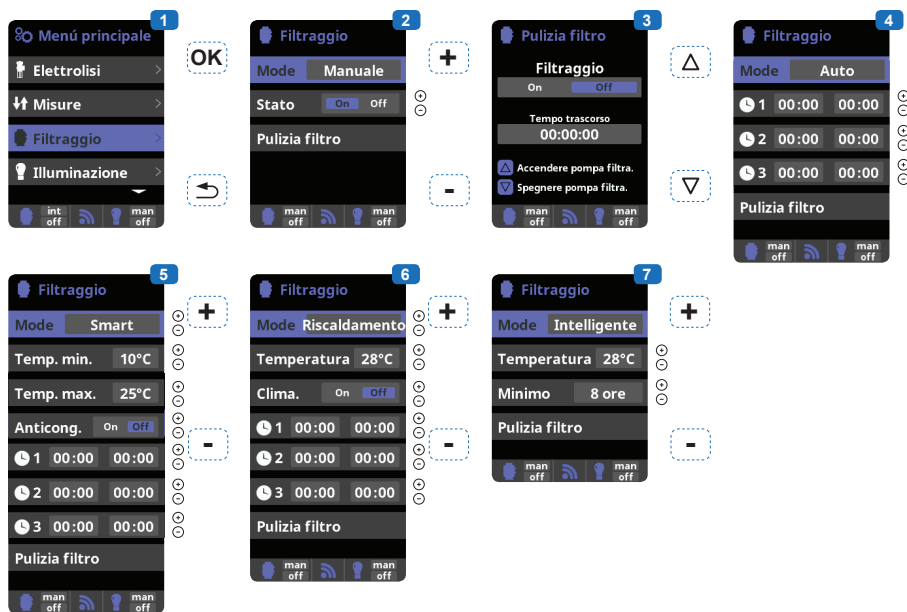 1
Menú principale
Elettrolisi
Misure
Filtraggio
Illuminazione
int off man off
OK
2
Filtraggio
Mode Manuale
Stato On Off
Pulizia filtro
man off man off
+
-
3
Pulizia filtro
Filtraggio
On Off
Tempo trascorso
00:00:00
Accendere pompa filtra.
Spegnere pompa filtra.
man off man off
4
Filtraggio
Mode Auto
1 00:00 00:00
2 00:00 00:00
3 00:00 00:00
Pulizia filtro
man off man off
5
Filtraggio
Mode Smart
Temp. min. 10°C
Temp. max. 25°C
Anticong. On Off
1 00:00 00:00
2 00:00 00:00
3 00:00 00:00
Pulizia filtro
man off man off
+
-
6
Filtraggio
Mode Riscaldamento
Temperatura 28°C
Clima. On Off
1 00:00 00:00
2 00:00 00:00
3 00:00 00:00
Pulizia filtro
man off man off
+
-
7
Filtraggio
Mode Intelligente
Temperatura 28°C
Minimo 8 ore
Pulizia filtro
man off man off
+
-